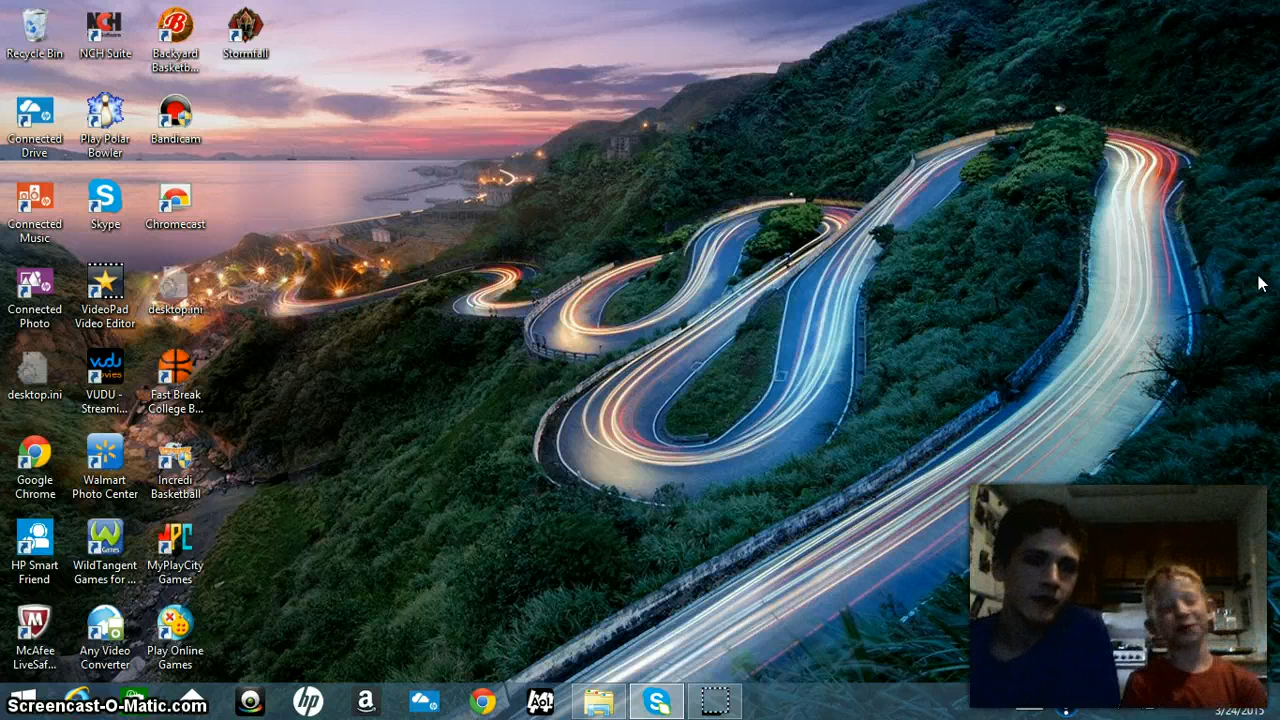 Recycle Bin
NCH Suite
Backyard
Basketb...
Stormfall
Connected
Drive
Play Polar
Bowler
Bandicam
Connected
Music
Skype
Chromecast
Connected
Photo
VideoPad
Video Editor
desktop.ini
desktop.ini
VUDU -
Streami...
Fast Break
College B...
Google
Chrome
Walmart
Photo Center
Incredi
Basketball
HP Smart
Friend
WildTangent
Games for ...
MyPlayCity
Games
McAfee
LiveSaf...
Any Video
Converter
Play Online
Games
Screencast-O-Matic.com
3/24/2015